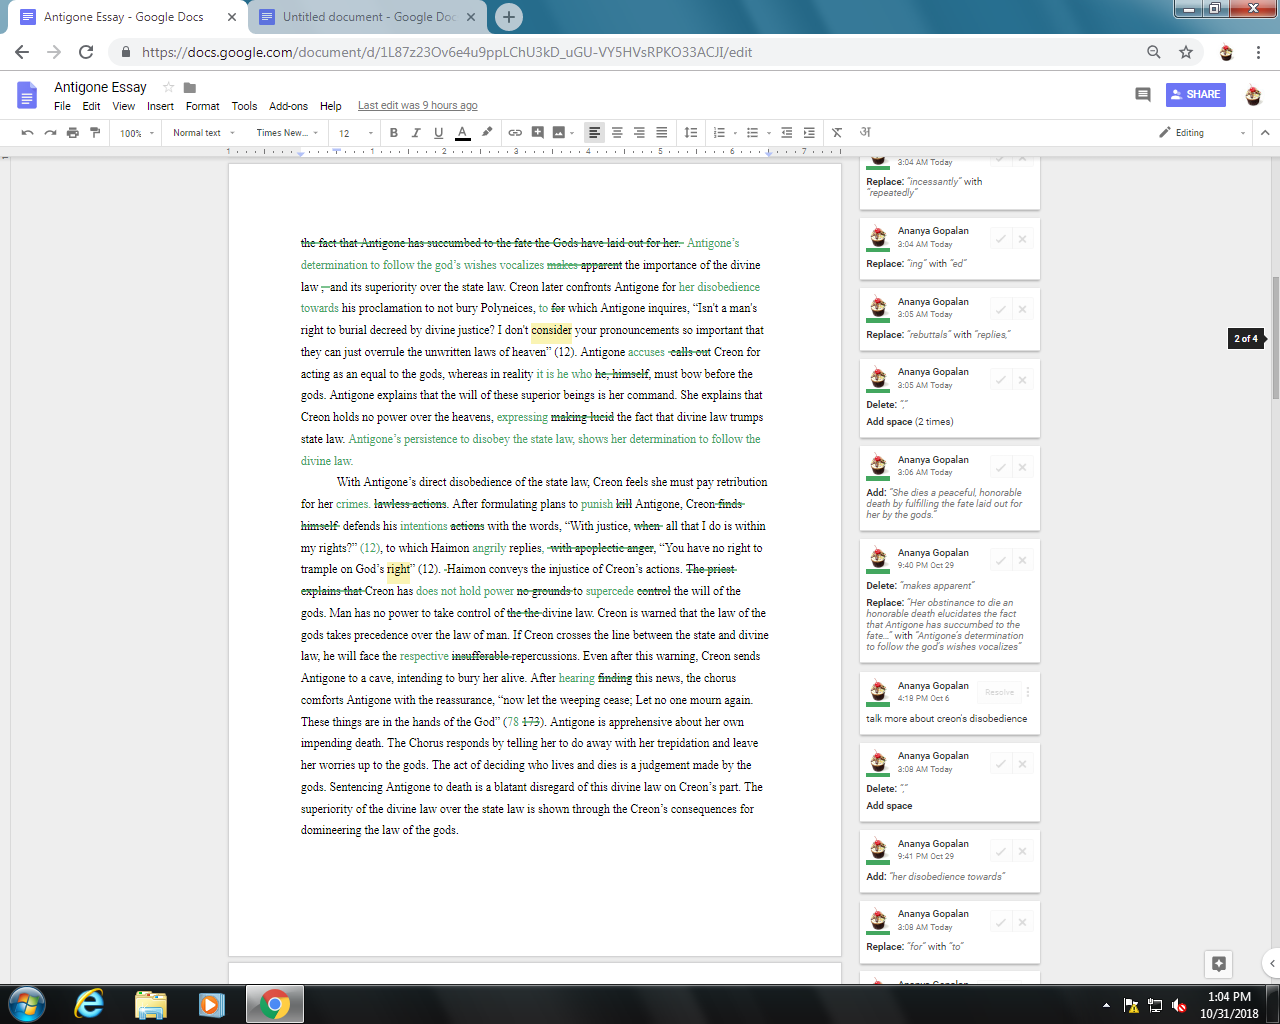 Antigone Essay - Google Docs
Untitled document - Google Doc
https://docs.google.com/document/d/1L87z23Ov6e4u9ppLChU3kD_uGU-VY5HVsRPKO33ACJI/edit
Antigone Essay
File Edit View Insert Format Tools Add-ons Help Last edit was 9 hours ago
SHARE
100% Normal text Times New... 12 B I U A Editing
1 1 2 3 4 5 6 7
the fact that Antigone has succumbed to the fate the Gods have laid out for her. Antigone's
determination to follow the god's wishes vocalizes makes apparent the importance of the divine
law , and its superiority over the state law. Creon later confronts Antigone for her disobedience
towards his proclamation to not bury Polyneices, to for which Antigone inquires, “Isn't a man's
right to burial decreed by divine justice? I don't consider your pronouncements so important that
they can just overrule the unwritten laws of heaven” (12). Antigone accuses calls out Creon for
acting as an equal to the gods, whereas in reality it is he who he, himself, must bow before the
gods. Antigone explains that the will of these superior beings is her command. She explains that
Creon holds no power over the heavens, expressing making lucid the fact that divine law trumps
state law. Antigone's persistence to disobey the state law, shows her determination to follow the
divine law.
With Antigone's direct disobedience of the state law, Creon feels she must pay retribution
for her crimes. lawless actions. After formulating plans to punish kill Antigone, Creon finds
himself defends his intentions actions with the words, “With justice, when all that I do is within
my rights?” (12), to which Haimon angrily replies, with apoplectic anger, “You have no right to
trample on God's right” (12). Haimon conveys the injustice of Creon's actions. The priest
explains that Creon has does not hold power no grounds to supercede control the will of the
gods. Man has no power to take control of the the divine law. Creon is warned that the law of the
gods takes precedence over the law of man. If Creon crosses the line between the state and divine
law, he will face the respective insufferable repercussions. Even after this warning, Creon sends
Antigone to a cave, intending to bury her alive. After hearing finding this news, the chorus
comforts Antigone with the reassurance, “now let the weeping cease; Let no one mourn again.
These things are in the hands of the God” (78 173). Antigone is apprehensive about her own
impending death. The Chorus responds by telling her to do away with her trepidation and leave
her worries up to the gods. The act of deciding who lives and dies is a judgement made by the
gods. Sentencing Antigone to death is a blatant disregard of this divine law on Creon's part. The
superiority of the divine law over the state law is shown through the Creon's consequences for
domineering the law of the gods.
3:04 AM Today
Replace: “incessantly” with
“repeatedly”
Ananya Gopalan
3:04 AM Today
Replace: “ing” with “ed”
Ananya Gopalan
3:05 AM Today
Replace: “rebuttals” with “replies,”
2 of 4
Ananya Gopalan
3:05 AM Today
Delete: “,”
Add space (2 times)
Ananya Gopalan
3:06 AM Today
Add: “She dies a peaceful, honorable
death by fulfilling the fate laid out for
her by the gods.”
Ananya Gopalan
9:40 PM Oct 29
Delete: “makes apparent”
Replace: “Her obstinance to die an
honorable death elucidates the fact
that Antigone has succumbed to the
fate...” with “Antigone's determination
to follow the god's wishes vocalizes”
Ananya Gopalan
4:18 PM Oct 6
Resolve
talk more about creon's disobedience
Ananya Gopalan
3:08 AM Today
Delete: “,”
Add space
Ananya Gopalan
9:41 PM Oct 29
Add: “her disobedience towards”
Ananya Gopalan
3:08 AM Today
Replace: “for” with “to”
Ananya Gopalan
1:04 PM
10/31/2018